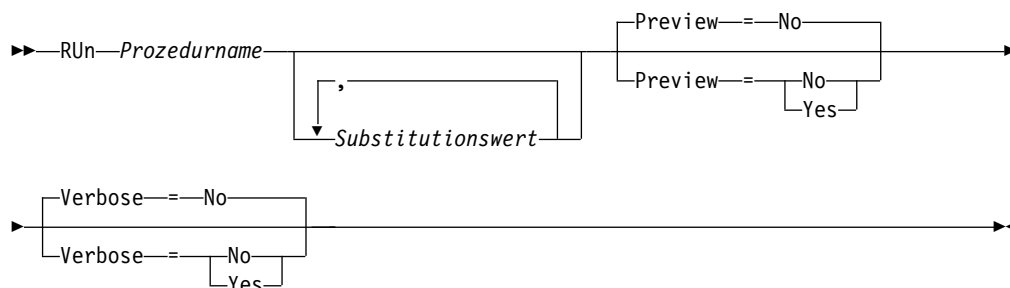 Preview = No
RUn Prozedurname
,
Substitutionswert
Preview = No
Yes
Verbose = No
Verbose = No
Yes